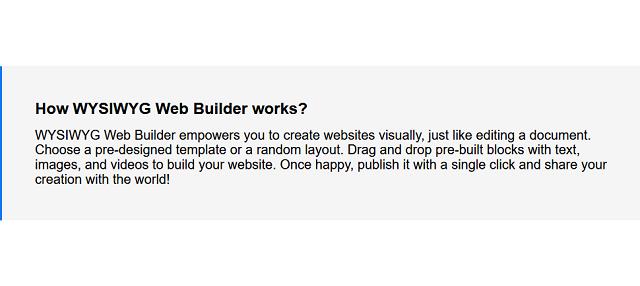 How WYSIWYG Web Builder works?
WYSIWYG Web Builder empowers you to create websites visually, just like editing a document.
Choose a pre-designed template or a random layout. Drag and drop pre-built blocks with text,
images, and videos to build your website. Once happy, publish it with a single click and share your
creation with the world!